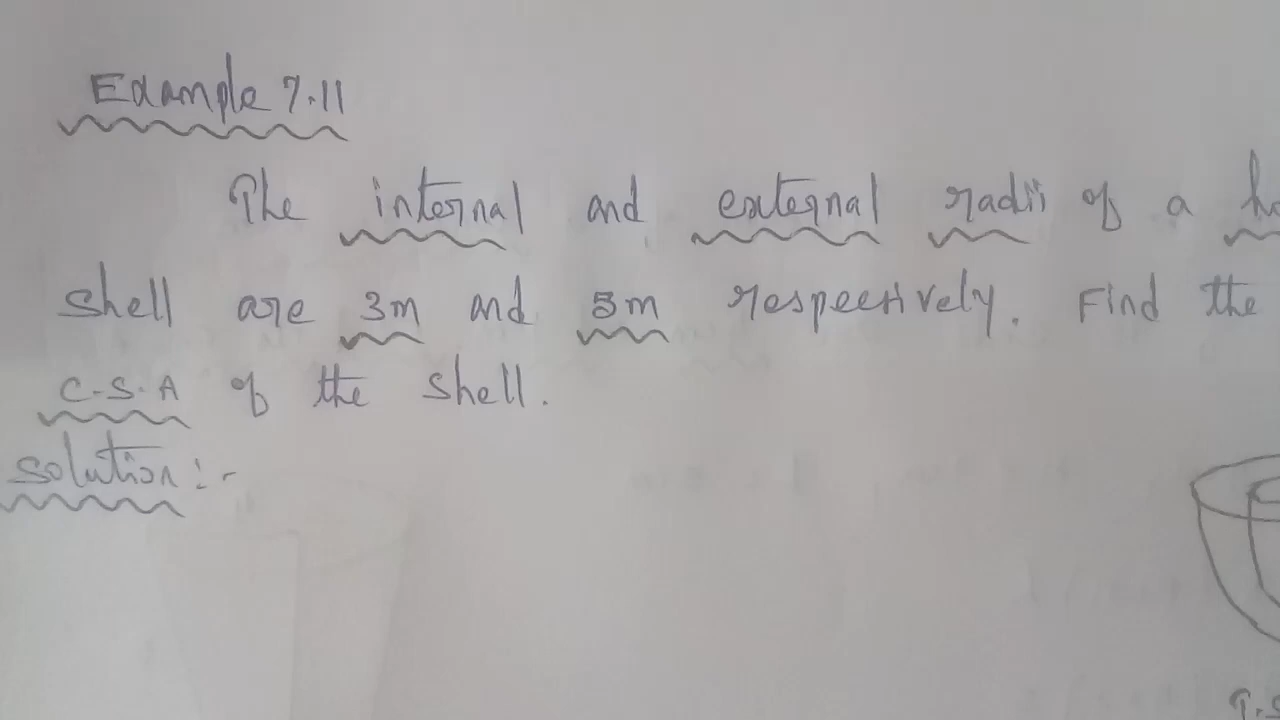 Example 7.11
The internal and external radii of a
shell are 3m and 5m respectively. Find the
C.S.A of the shell.
Solution:-